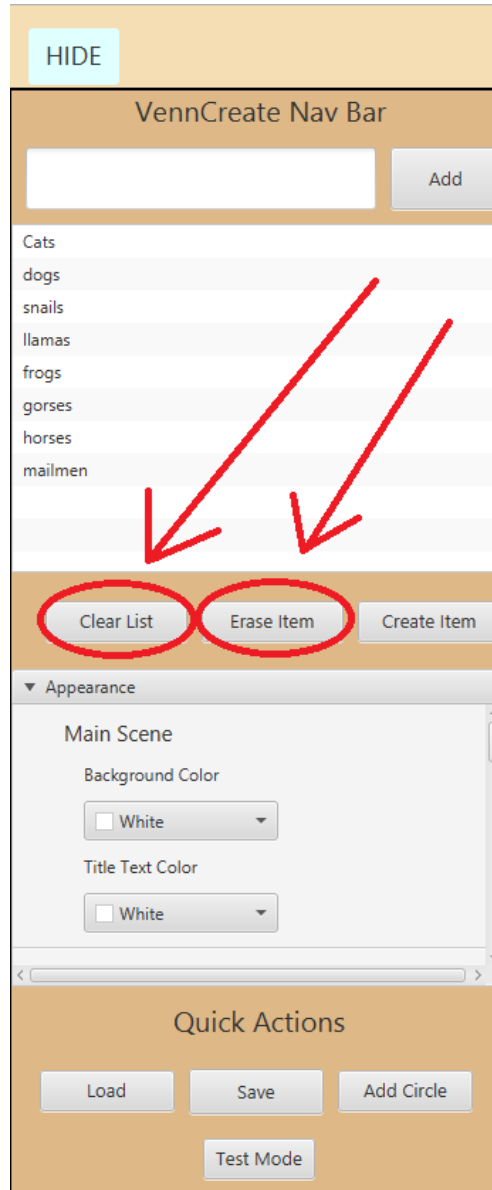 HIDE
VennCreate Nav Bar
Add
Cats
dogs
snails
llamas
frogs
gorses
horses
mailmen
Clear List Erase Item Create Item
Appearance
Main Scene
Background Color
White
Title Text Color
White
Quick Actions
Load Save Add Circle
Test Mode